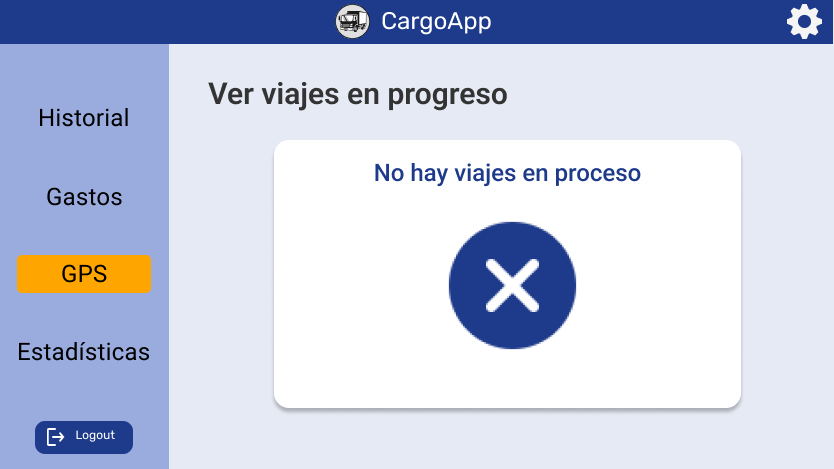 CargoApp
Historial
Gastos
GPS
Estadísticas
Logout
Ver viajes en progreso
No hay viajes en proceso